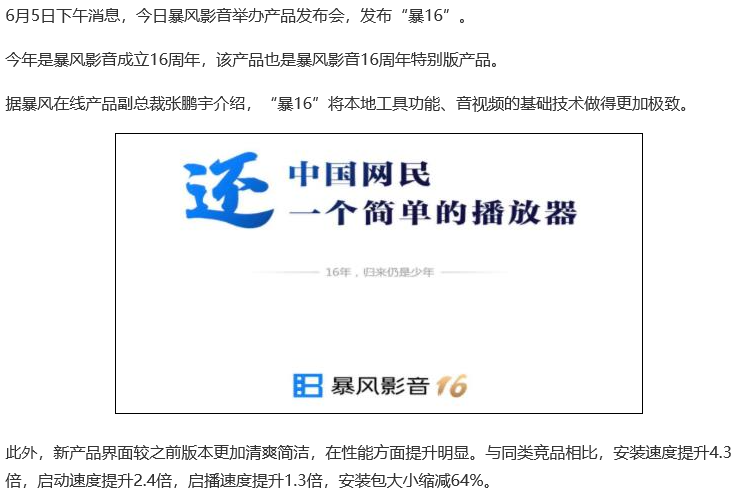 6月5日下午消息，今日暴风影音举办产品发布会，发布“暴16”。
今年是暴风影音成立16周年，该产品也是暴风影音16周年特别版产品。
据暴风在线产品副总裁张鹏宇介绍，“暴16”将本地工具功能、音视频的基础技术做得更加极致。
还 中国网民
一个简单的播放器
16年，归来仍是少年
暴风影音16
此外，新产品界面较之前版本更加清爽简洁，在性能方面提升明显。与同类竞品相比，安装速度提升4.3
倍，启动速度提升2.4倍，启播速度提升1.3倍，安装包大小缩减64%。